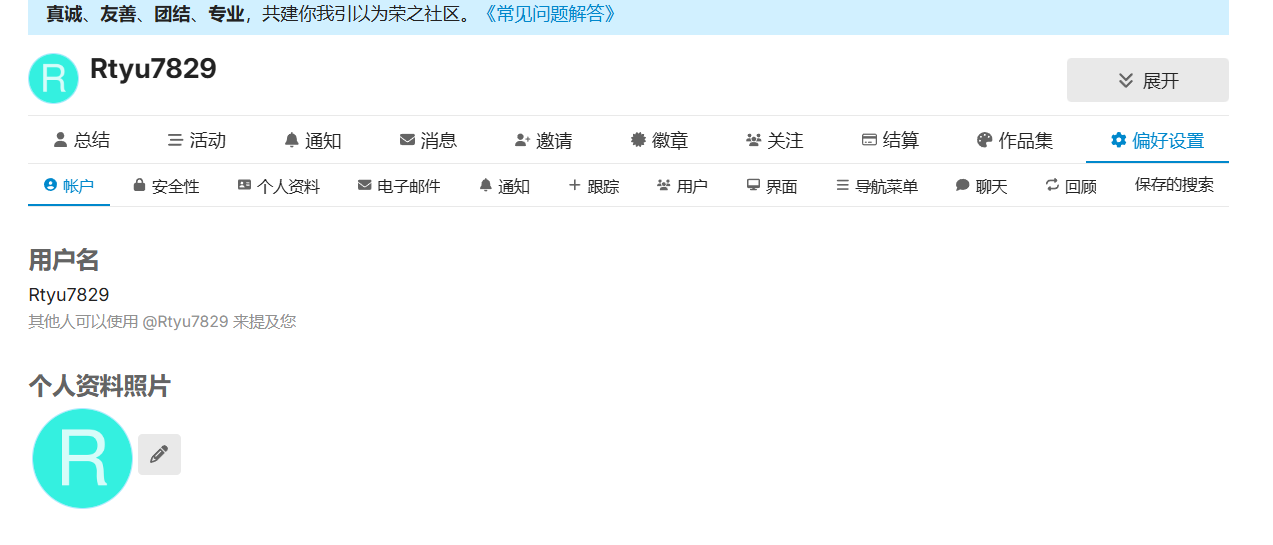 真诚、友善、团结、专业，共建你我引以为荣之社区。《常见问题解答》
R Rtyu7829
展开
总结 活动 通知 消息 邀请 徽章 关注 结算 作品集 偏好设置
帐户 安全性 个人资料 电子邮件 通知 跟踪 用户 界面 导航菜单 聊天 回顾 保存的搜索
用户名
Rtyu7829
其他人可以使用 @Rtyu7829 来提及您
个人资料照片
R